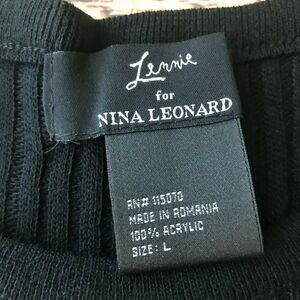 Lennie
for
NINA LEONARD
RN# 115070
MADE IN ROMANIA
100% ACRYLIC
SIZE: L